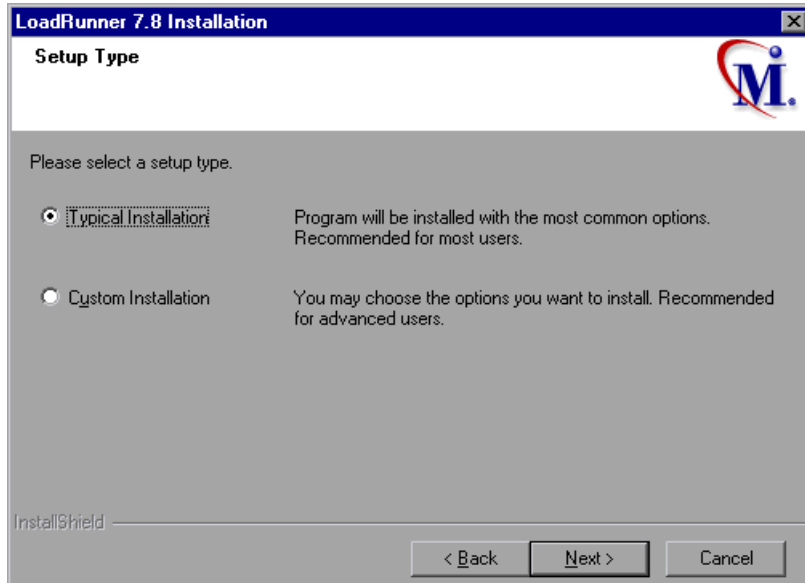 LoadRunner 7.8 Installation
Setup Type
M.
Please select a setup type.
Typical Installation
Program will be installed with the most common options.
Recommended for most users.
Custom Installation
You may choose the options you want to install. Recommended
for advanced users.
InstallShield
< Back
Next >
Cancel